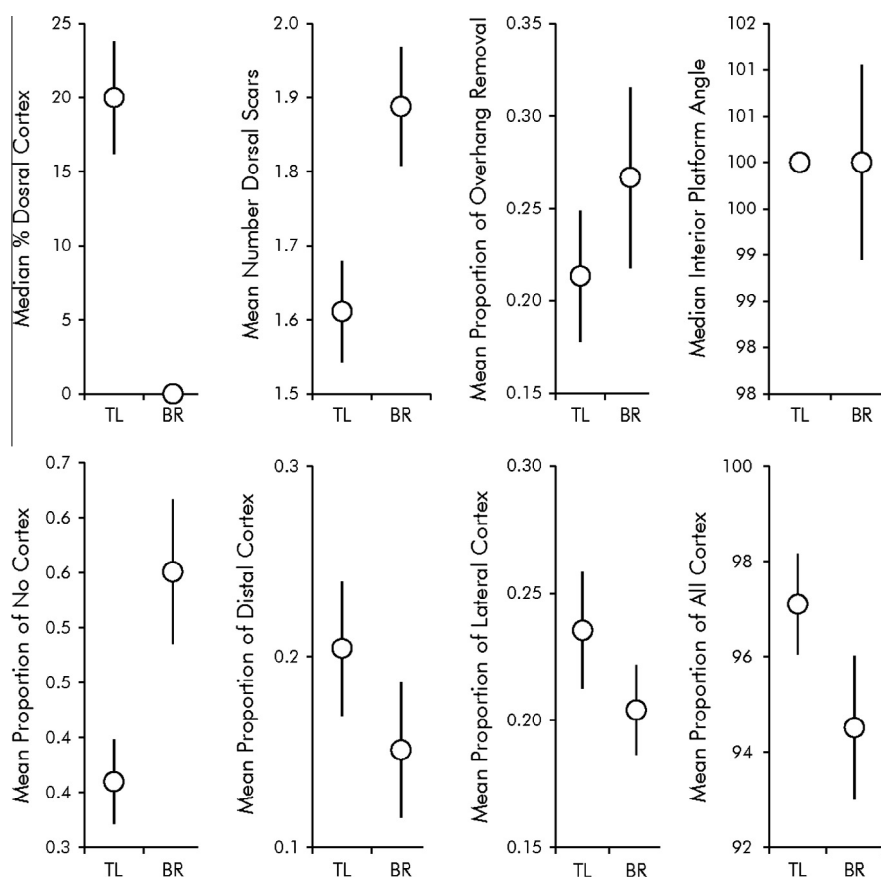 Median % Dosral Cortex
25
20
15
10
5
0
TL BR
Mean Number Dorsal Scars
2.0
1.9
1.8
1.7
1.6
1.5
TL BR
Mean Proportion of Overhang Removal
0.35
0.30
0.25
0.20
0.15
TL BR
Median Interior Platform Angle
102
101
101
100
100
99
99
98
98
TL BR
Mean Proportion of No Cortex
0.7
0.6
0.6
0.5
0.5
0.4
0.4
0.3
TL BR
Mean Proportion of Distal Cortex
0.3
0.2
0.1
TL BR
Mean Proportion of Lateral Cortex
0.30
0.25
0.20
0.15
TL BR
Mean Proportion of All Cortex
100
98
96
94
92
TL BR